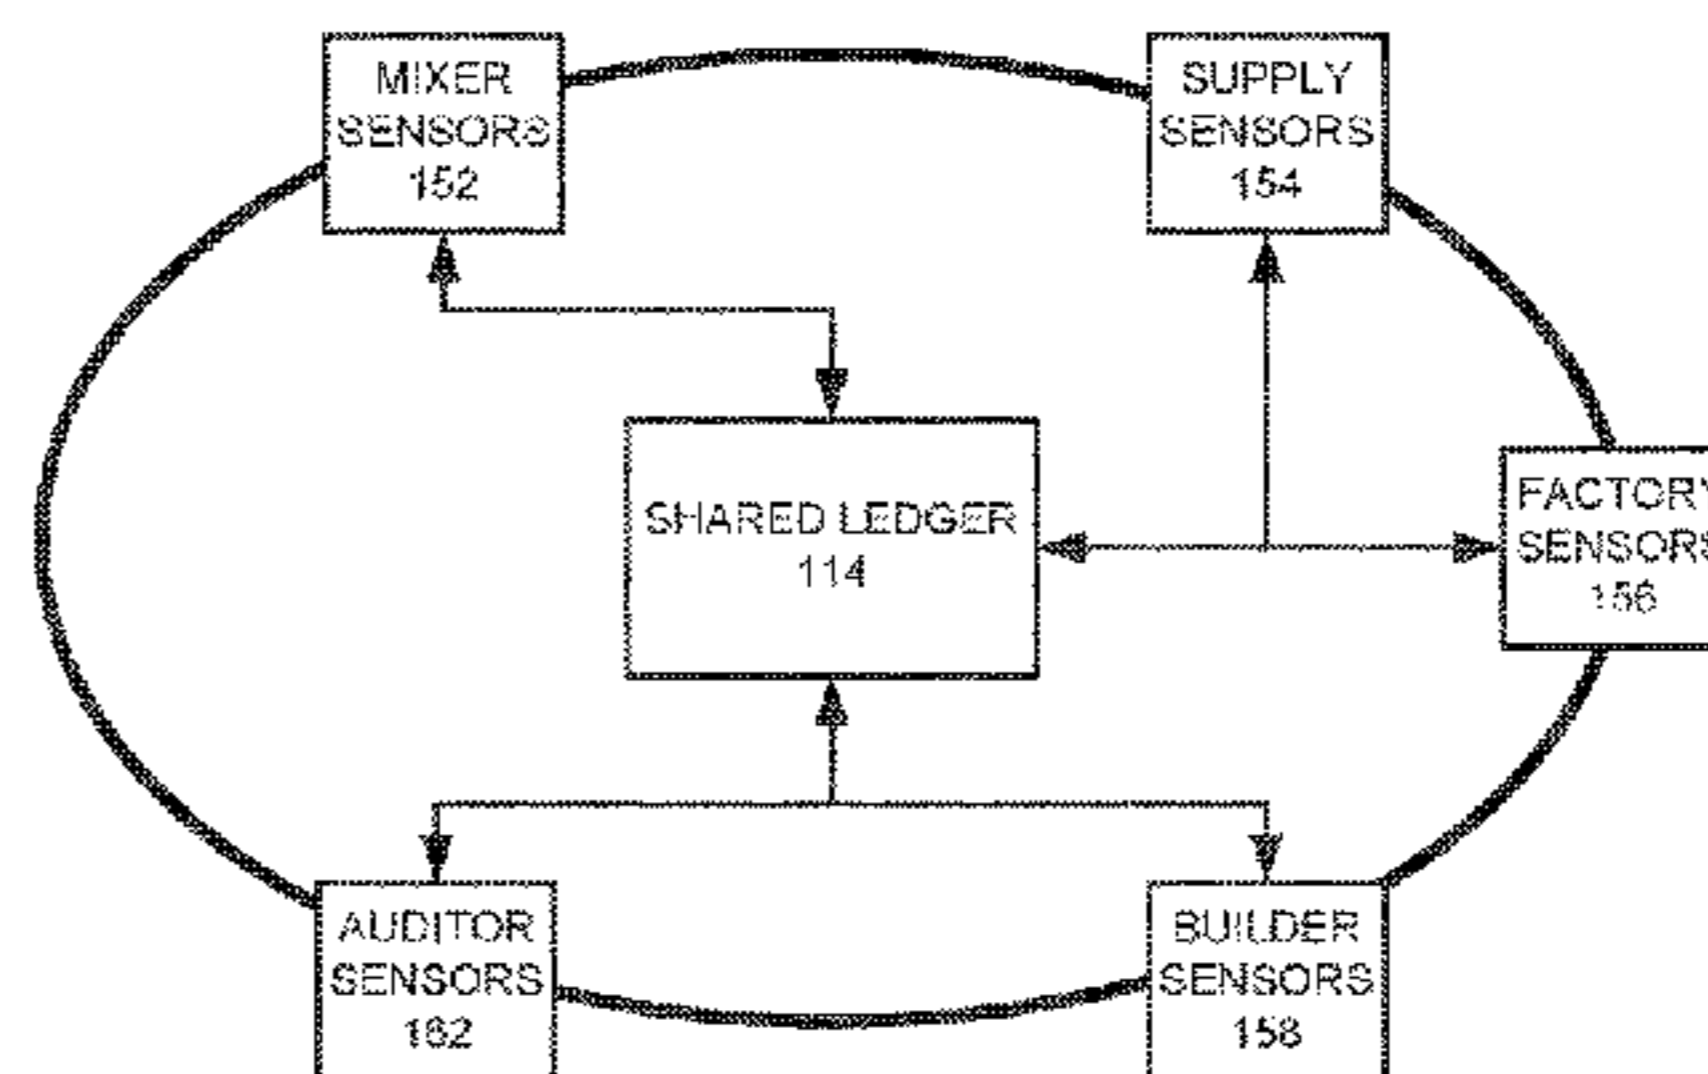 MIXER
SENSORS
152
SUPPLY
SENSORS
154
SHARED LEDGER
114
FACTORY
SENSORS
156
AUDITOR
SENSORS
162
BUILDER
SENSORS
158